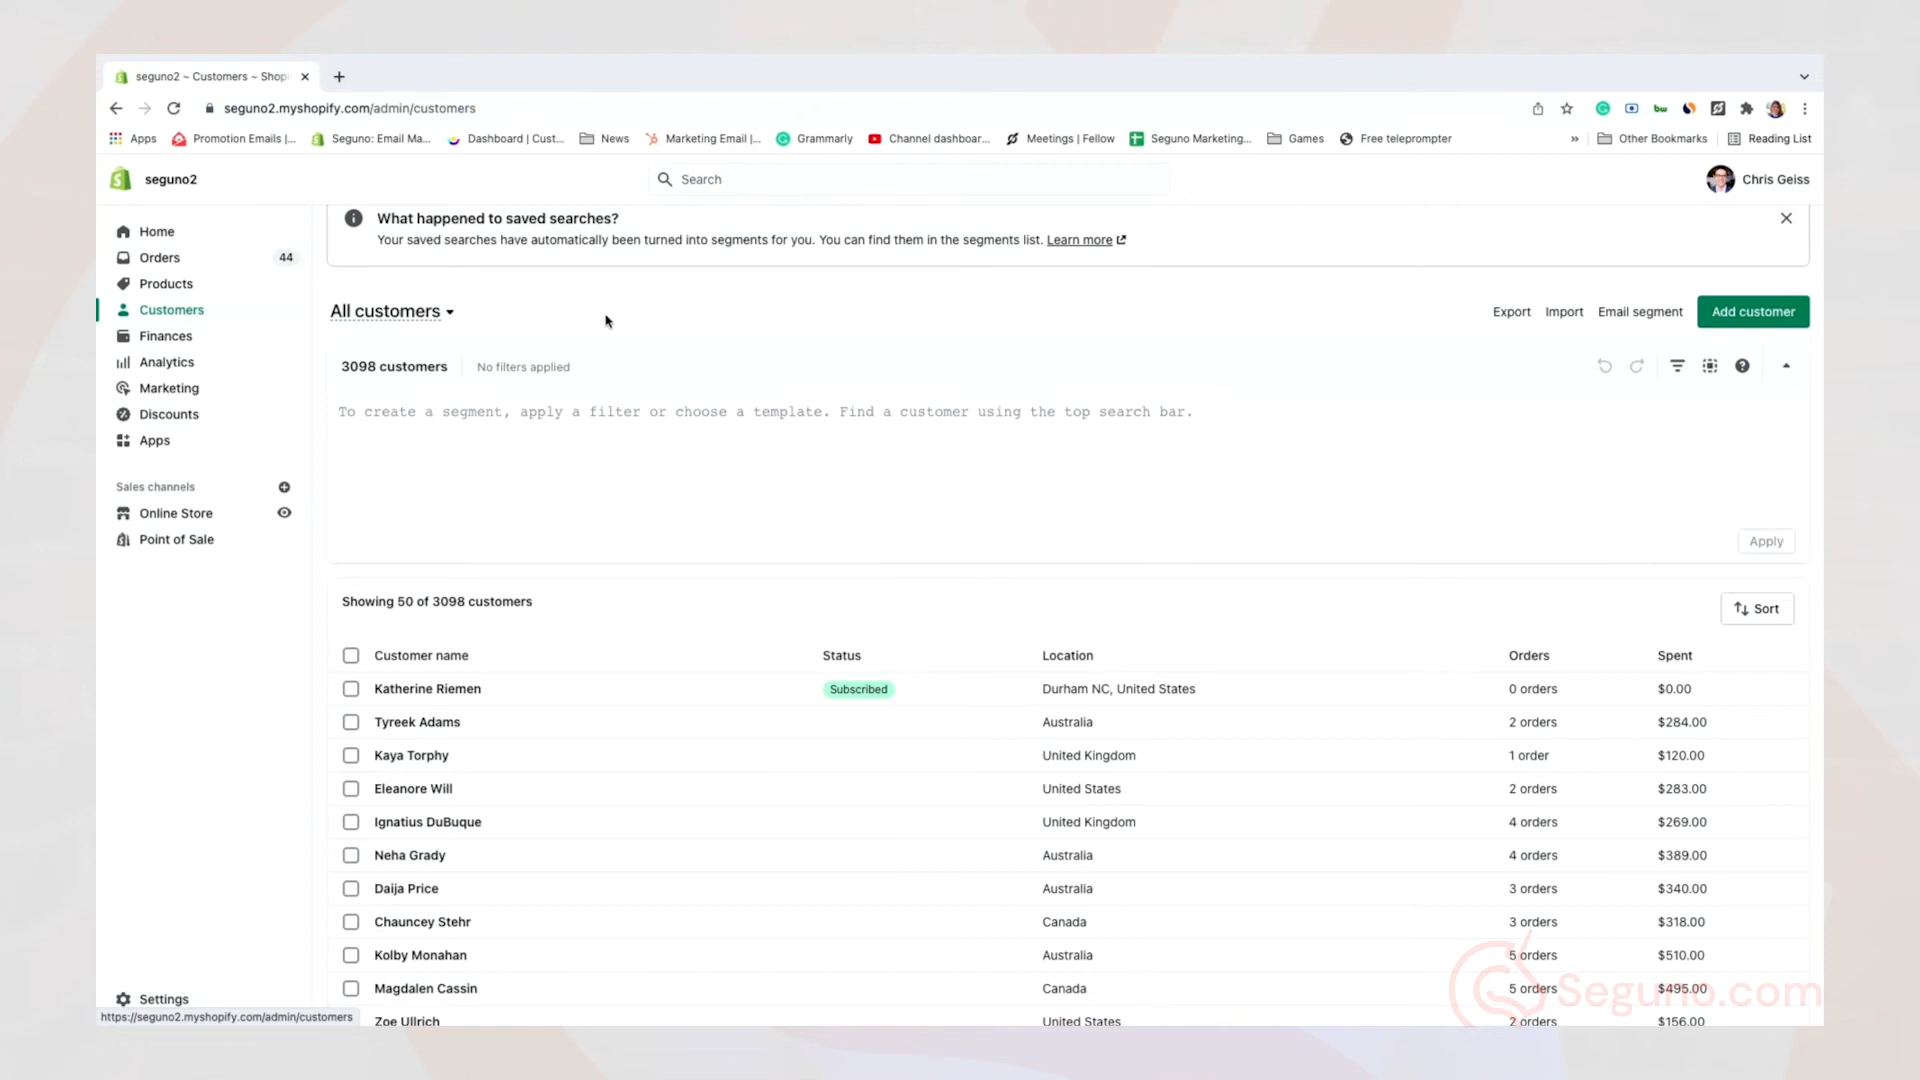 seguno2 ~ Customers ~ Shop
seguno2.myshopify.com/admin/customers
bw
Apps
Promotion Emails |...
Seguno: Email Ma...
Dashboard | Cust...
News
Marketing Email |...
Grammarly
Channel dashboar...
Meetings | Fellow
Seguno Marketing...
Games
Free teleprompter
»
Other Bookmarks
Reading List
seguno2
Search
Chris Geiss
Home
Orders 44
Products
Customers
Finances
Analytics
Marketing
Discounts
Apps
Sales channels
Online Store
Point of Sale
Settings
https://seguno2.myshopify.com/admin/customers
What happened to saved searches?
Your saved searches have automatically been turned into segments for you. You can find them in the segments list. Learn more
All customers
Export Import Email segment Add customer
3098 customers No filters applied
To create a segment, apply a filter or choose a template. Find a customer using the top search bar.
Apply
Showing 50 of 3098 customers
Sort
Customer name Status Location Orders Spent
Katherine Riemen Subscribed Durham NC, United States 0 orders $0.00
Tyreek Adams Australia 2 orders $284.00
Kaya Torphy United Kingdom 1 order $120.00
Eleanore Will United States 2 orders $283.00
Ignatius DuBuque United Kingdom 4 orders $269.00
Neha Grady Australia 4 orders $389.00
Daija Price Australia 3 orders $340.00
Chauncey Stehr Canada 3 orders $318.00
Kolby Monahan Australia 5 orders $510.00
Magdalen Cassin Canada 5 orders $495.00
Zoe Ullrich United States 2 orders $156.00
Seguno.com